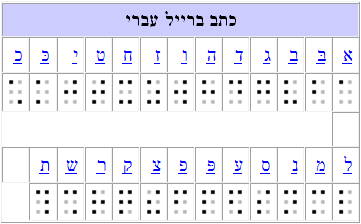 כתב ברייל עברי
א בּ ב ג ד ה ו ז ח ט י כּ כ
ל מ נ ס ע פּ פ צ ק ר ש ת